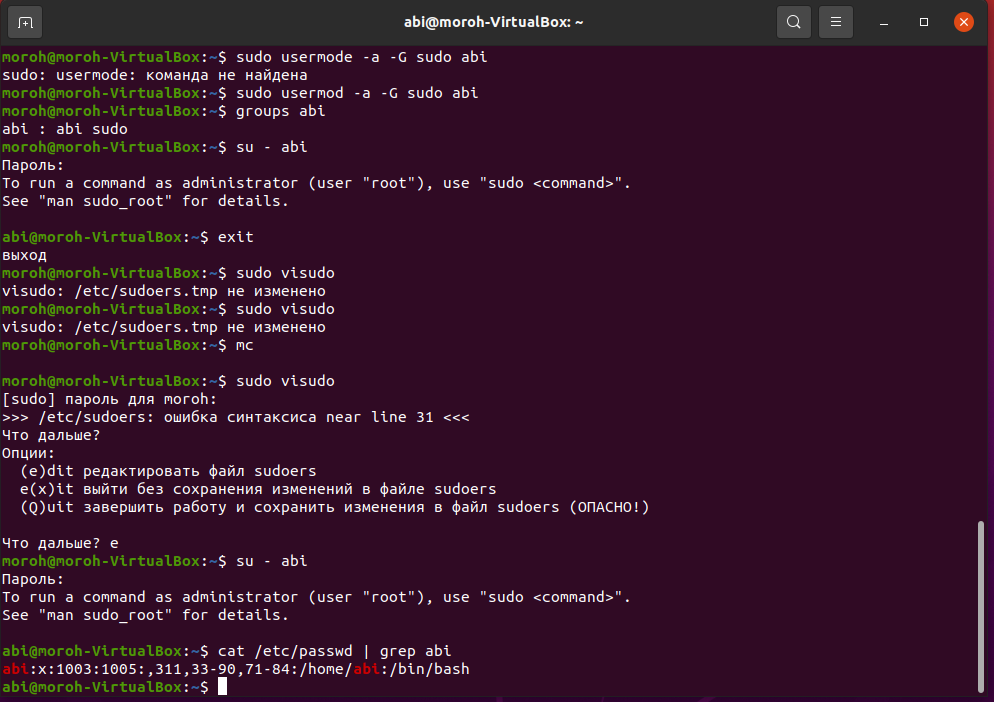 abi@moroh-VirtualBox: ~
moroh@moroh-VirtualBox:~$ sudo usermode -a -G sudo abi
sudo: usermode: команда не найдена
moroh@moroh-VirtualBox:~$ sudo usermod -a -G sudo abi
moroh@moroh-VirtualBox:~$ groups abi
abi : abi sudo
moroh@moroh-VirtualBox:~$ su - abi
Пароль:
To run a command as administrator (user "root"), use "sudo <command>".
See "man sudo_root" for details.
abi@moroh-VirtualBox:~$ exit
выход
moroh@moroh-VirtualBox:~$ sudo visudo
visudo: /etc/sudoers.tmp не изменено
moroh@moroh-VirtualBox:~$ sudo visudo
visudo: /etc/sudoers.tmp не изменено
moroh@moroh-VirtualBox:~$ mc
moroh@moroh-VirtualBox:~$ sudo visudo
[sudo] пароль для moroh:
>>> /etc/sudoers: ошибка синтаксиса near line 31 <<<
Что дальше?
Опции:
  (e)dit редактировать файл sudoers
  e(x)it выйти без сохранения изменений в файле sudoers
  (Q)uit завершить работу и сохранить изменения в файл sudoers (ОПАСНО!)
Что дальше? e
moroh@moroh-VirtualBox:~$ su - abi
Пароль:
To run a command as administrator (user "root"), use "sudo <command>".
See "man sudo_root" for details.
abi@moroh-VirtualBox:~$ cat /etc/passwd | grep abi
abi:x:1003:1005:,311,33-90,71-84:/home/abi:/bin/bash
abi@moroh-VirtualBox:~$